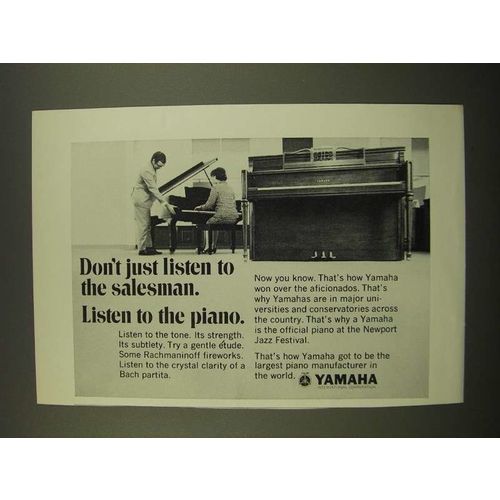 Don't just listen to
the salesman.
Listen to the piano.
Listen to the tone. Its strength.
Its subtlety. Try a gentle étude.
Some Rachmaninoff fireworks.
Listen to the crystal clarity of a
Bach partita.
Now you know. That's how Yamaha
won over the aficionados. That's
why Yamahas are in major uni-
versities and conservatories across
the country. That's why a Yamaha
is the official piano at the Newport
Jazz Festival.
That's how Yamaha got to be the
largest piano manufacturer in
the world.
YAMAHA
INTERNATIONAL CORPORATION
YAMAHA